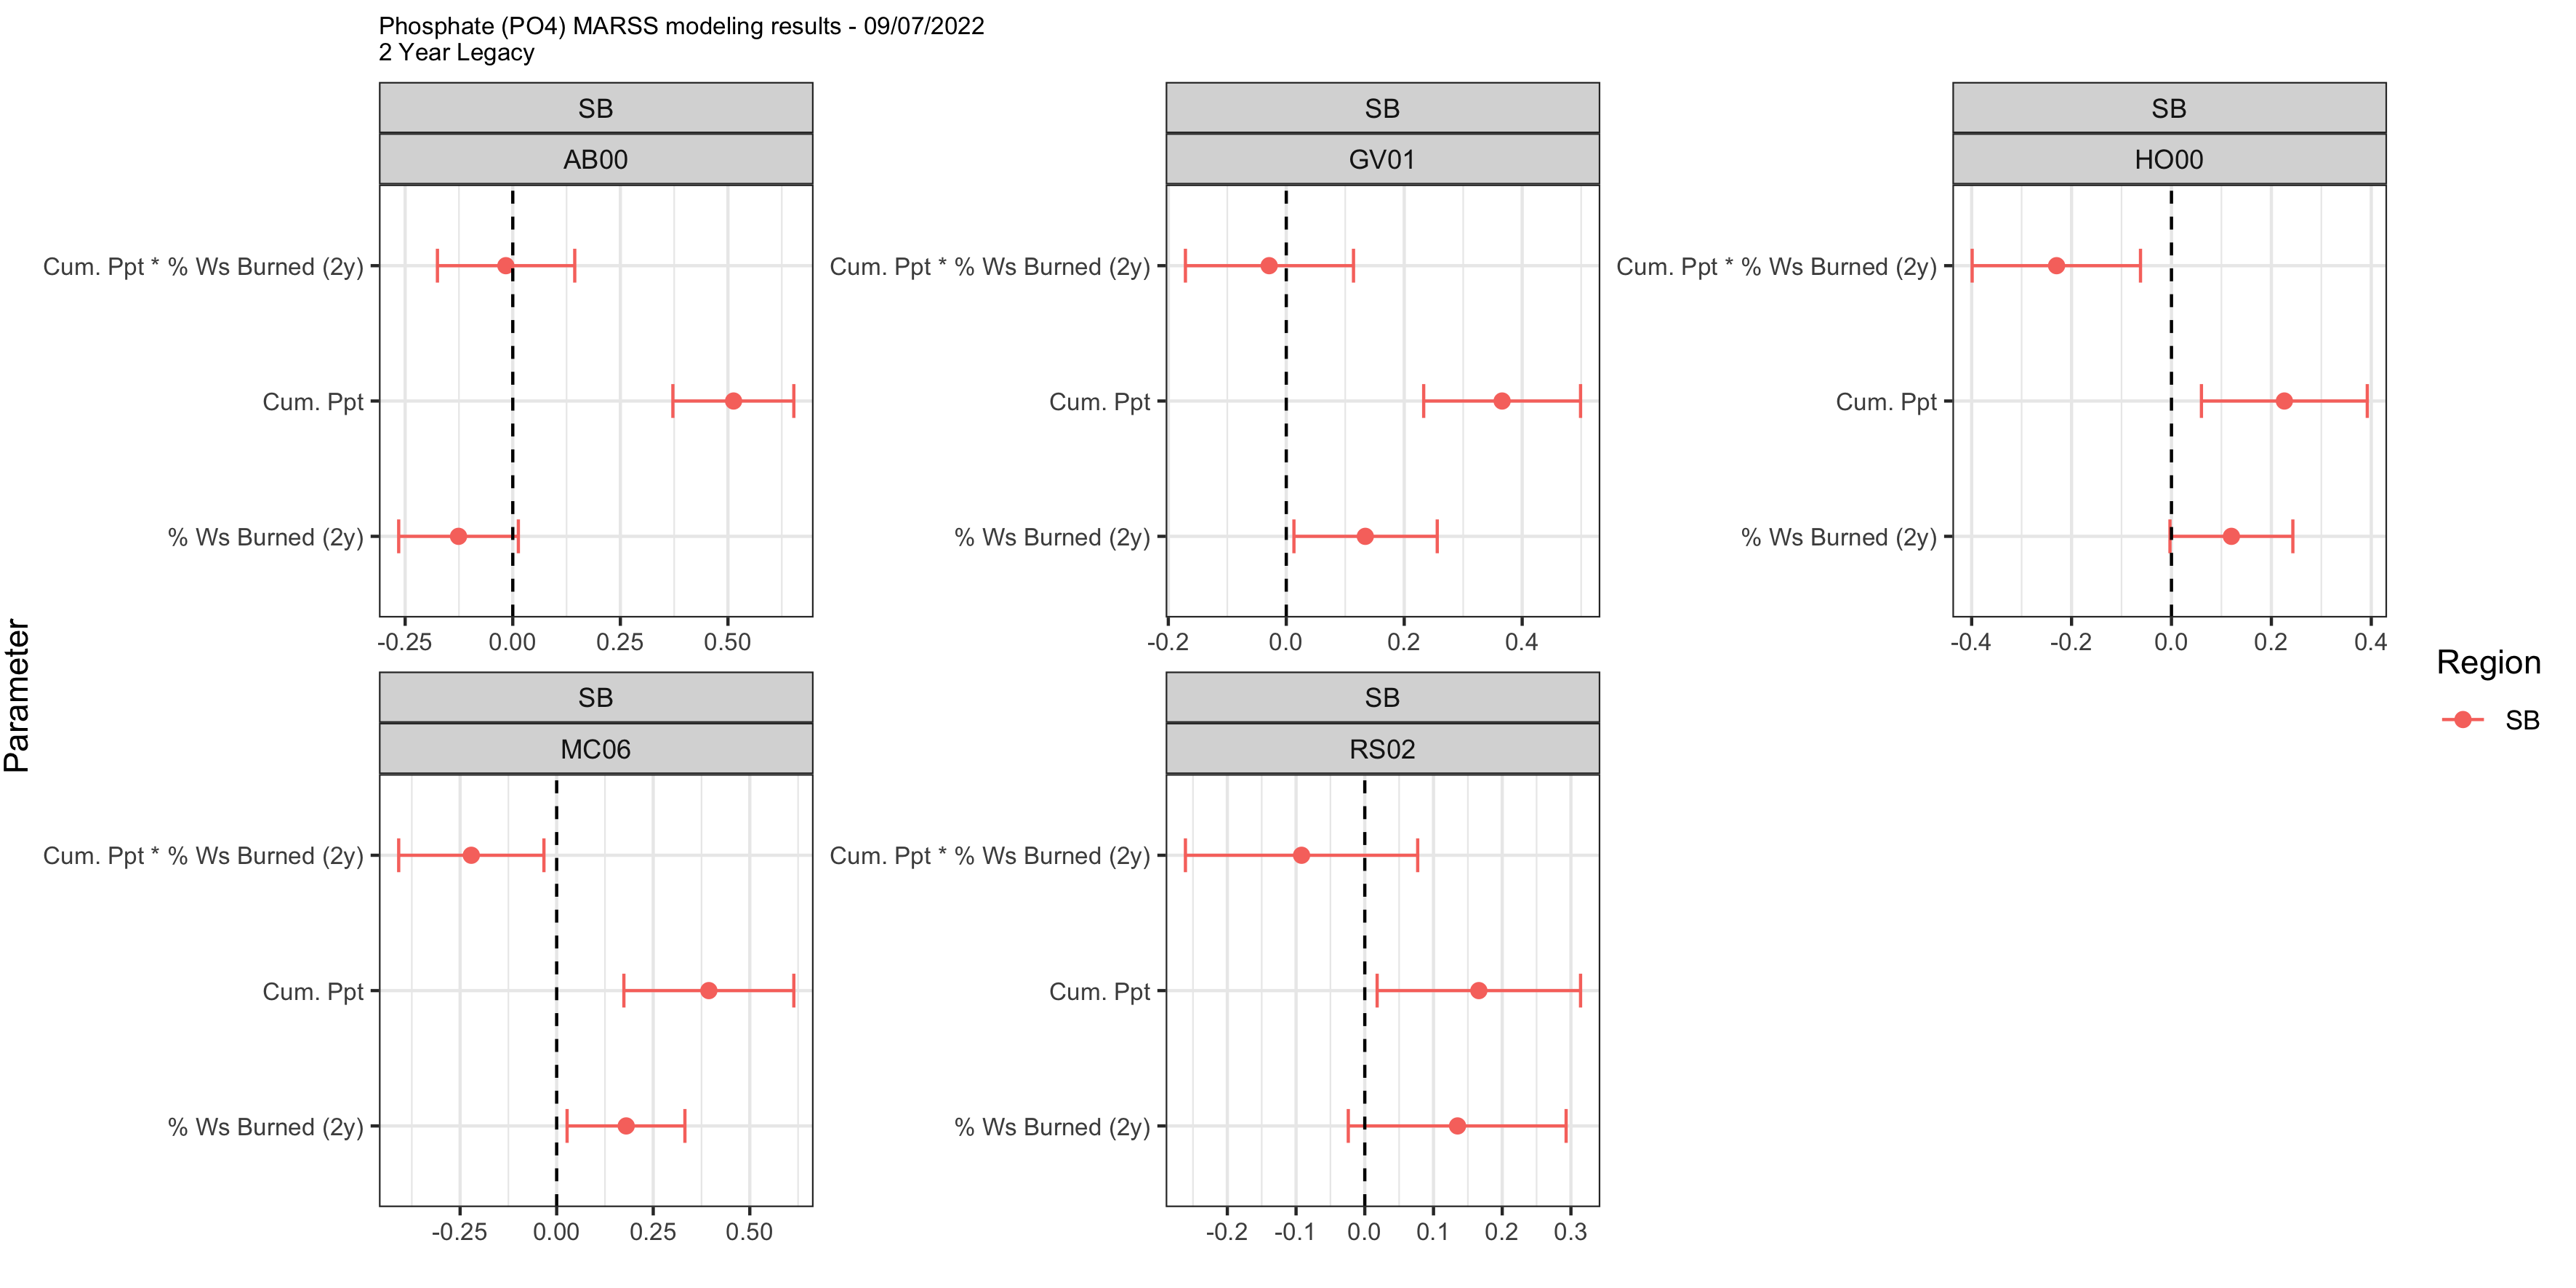 Phosphate (PO4) MARSS modeling results - 09/07/2022
2 Year Legacy
Parameter
SB
AB00
Cum. Ppt * % Ws Burned (2y)
Cum. Ppt
% Ws Burned (2y)
-0.25 0.00 0.25 0.50
SB
GV01
Cum. Ppt * % Ws Burned (2y)
Cum. Ppt
% Ws Burned (2y)
-0.2 0.0 0.2 0.4
SB
HO00
Cum. Ppt * % Ws Burned (2y)
Cum. Ppt
% Ws Burned (2y)
-0.4 -0.2 0.0 0.2 0.4
SB
MC06
Cum. Ppt * % Ws Burned (2y)
Cum. Ppt
% Ws Burned (2y)
-0.25 0.00 0.25 0.50
SB
RS02
Cum. Ppt * % Ws Burned (2y)
Cum. Ppt
% Ws Burned (2y)
-0.2 -0.1 0.0 0.1 0.2 0.3
Region
SB